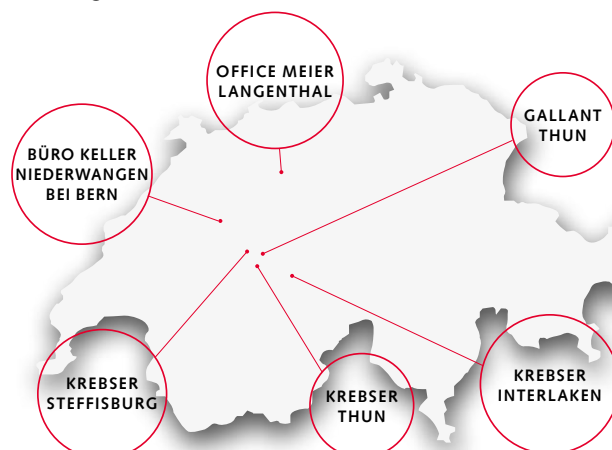 OFFICE MEIER
LANGENTHAL
GALLANT
THUN
BÜRO KELLER
NIEDERWANGEN
BEI BERN
KREBSER
STEFFISBURG
KREBSER
THUN
KREBSER
INTERLAKEN